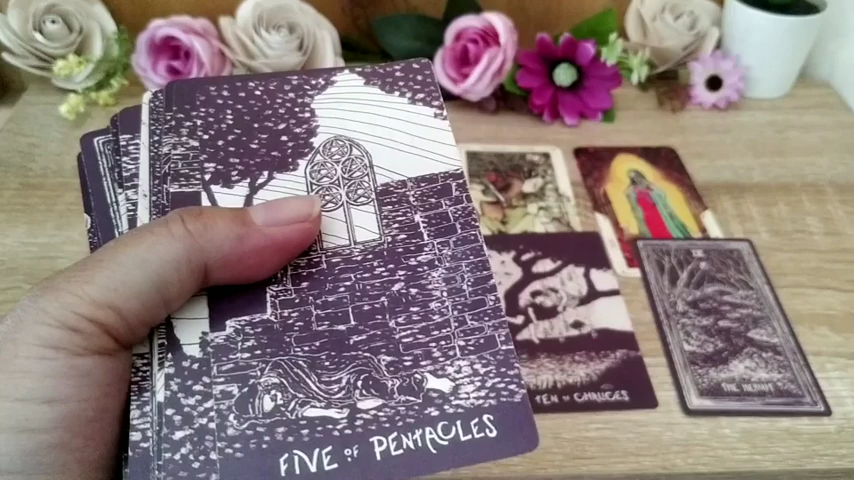 FIVE OF PENTACLES
TEN OF CHALICES
THE HERMIT